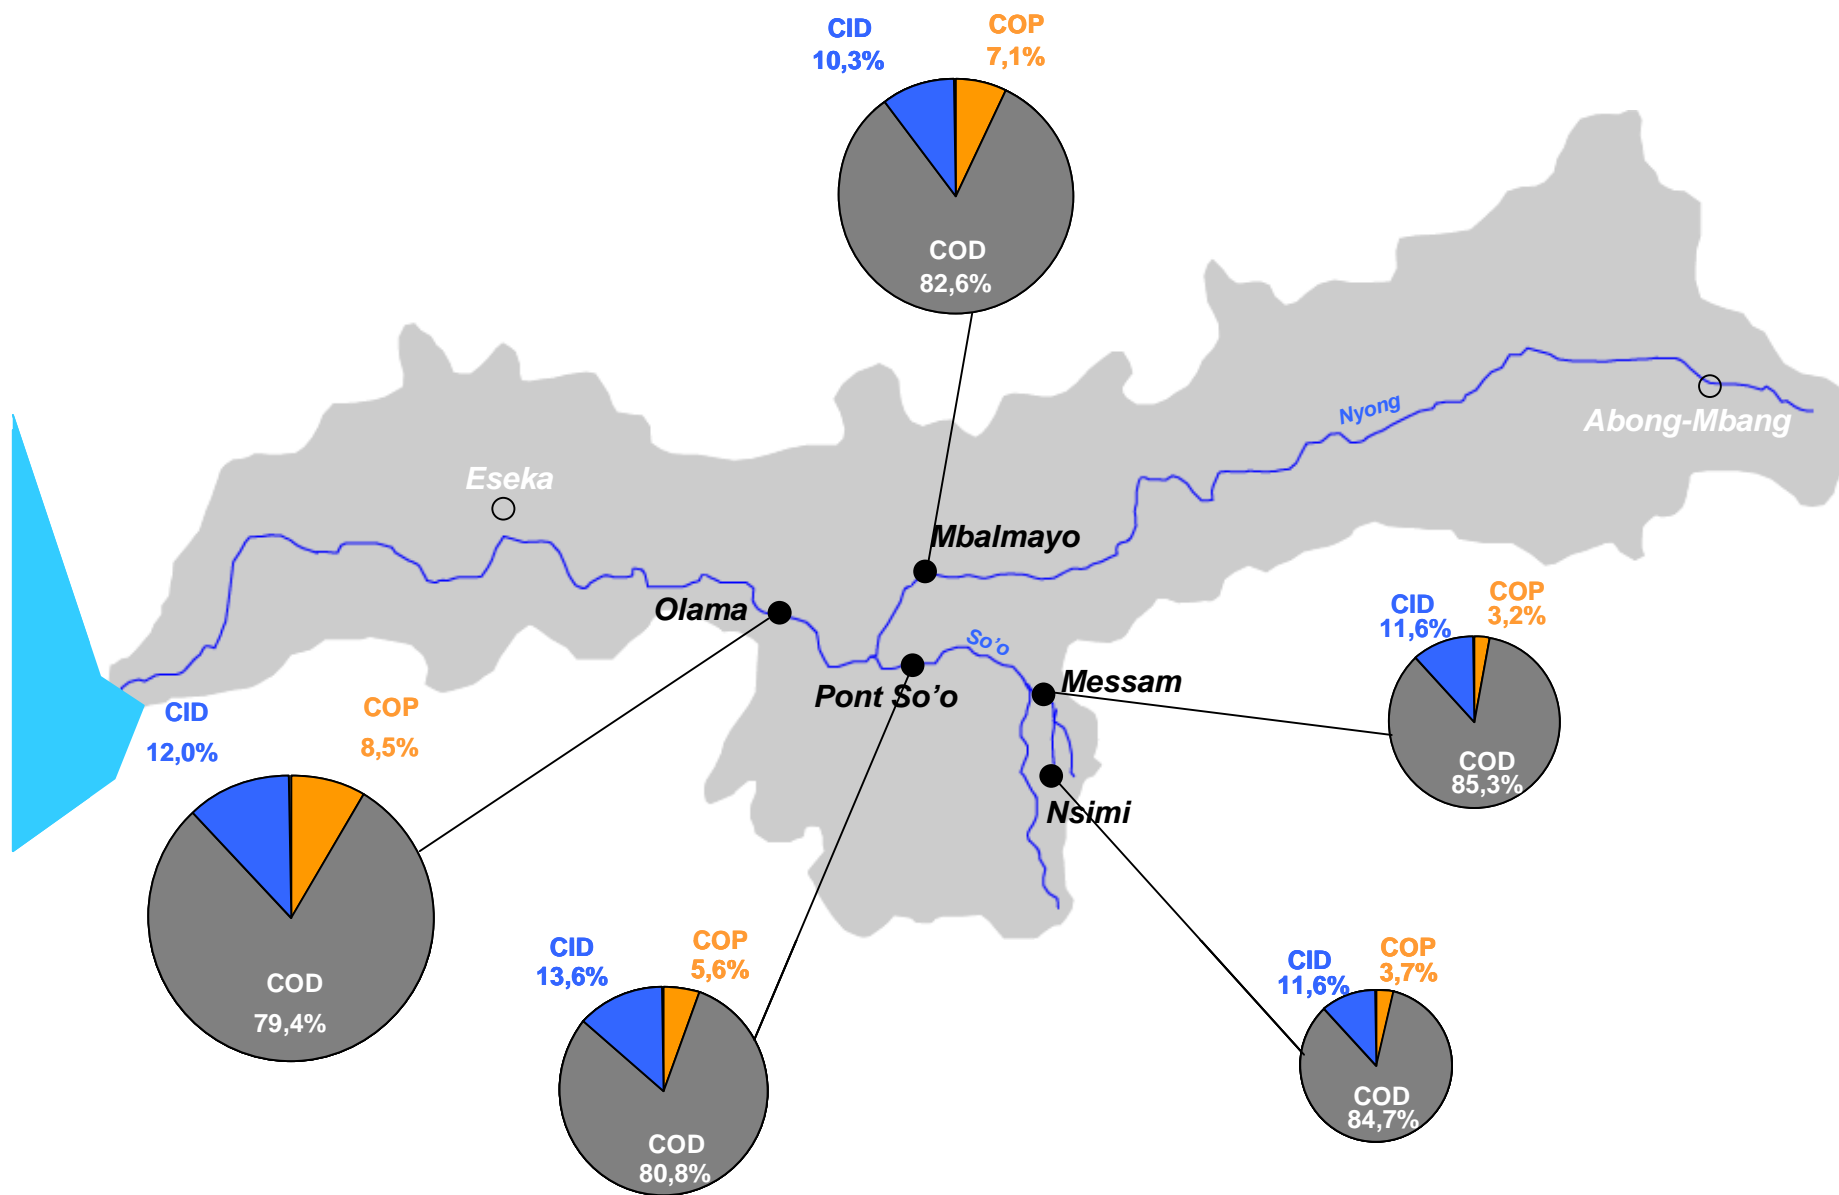 CID
10,3%
COP
7,1%
COD
82,6%
Nyong
Abong-Mbang
Eseka
Mbalmayo
Olama
So’o
Pont So’o
Messam
Nsimi
CID
11,6%
COP
3,2%
COD
85,3%
CID
12,0%
COP
8,5%
COD
79,4%
CID
13,6%
COP
5,6%
COD
80,8%
CID
11,6%
COP
3,7%
COD
84,7%